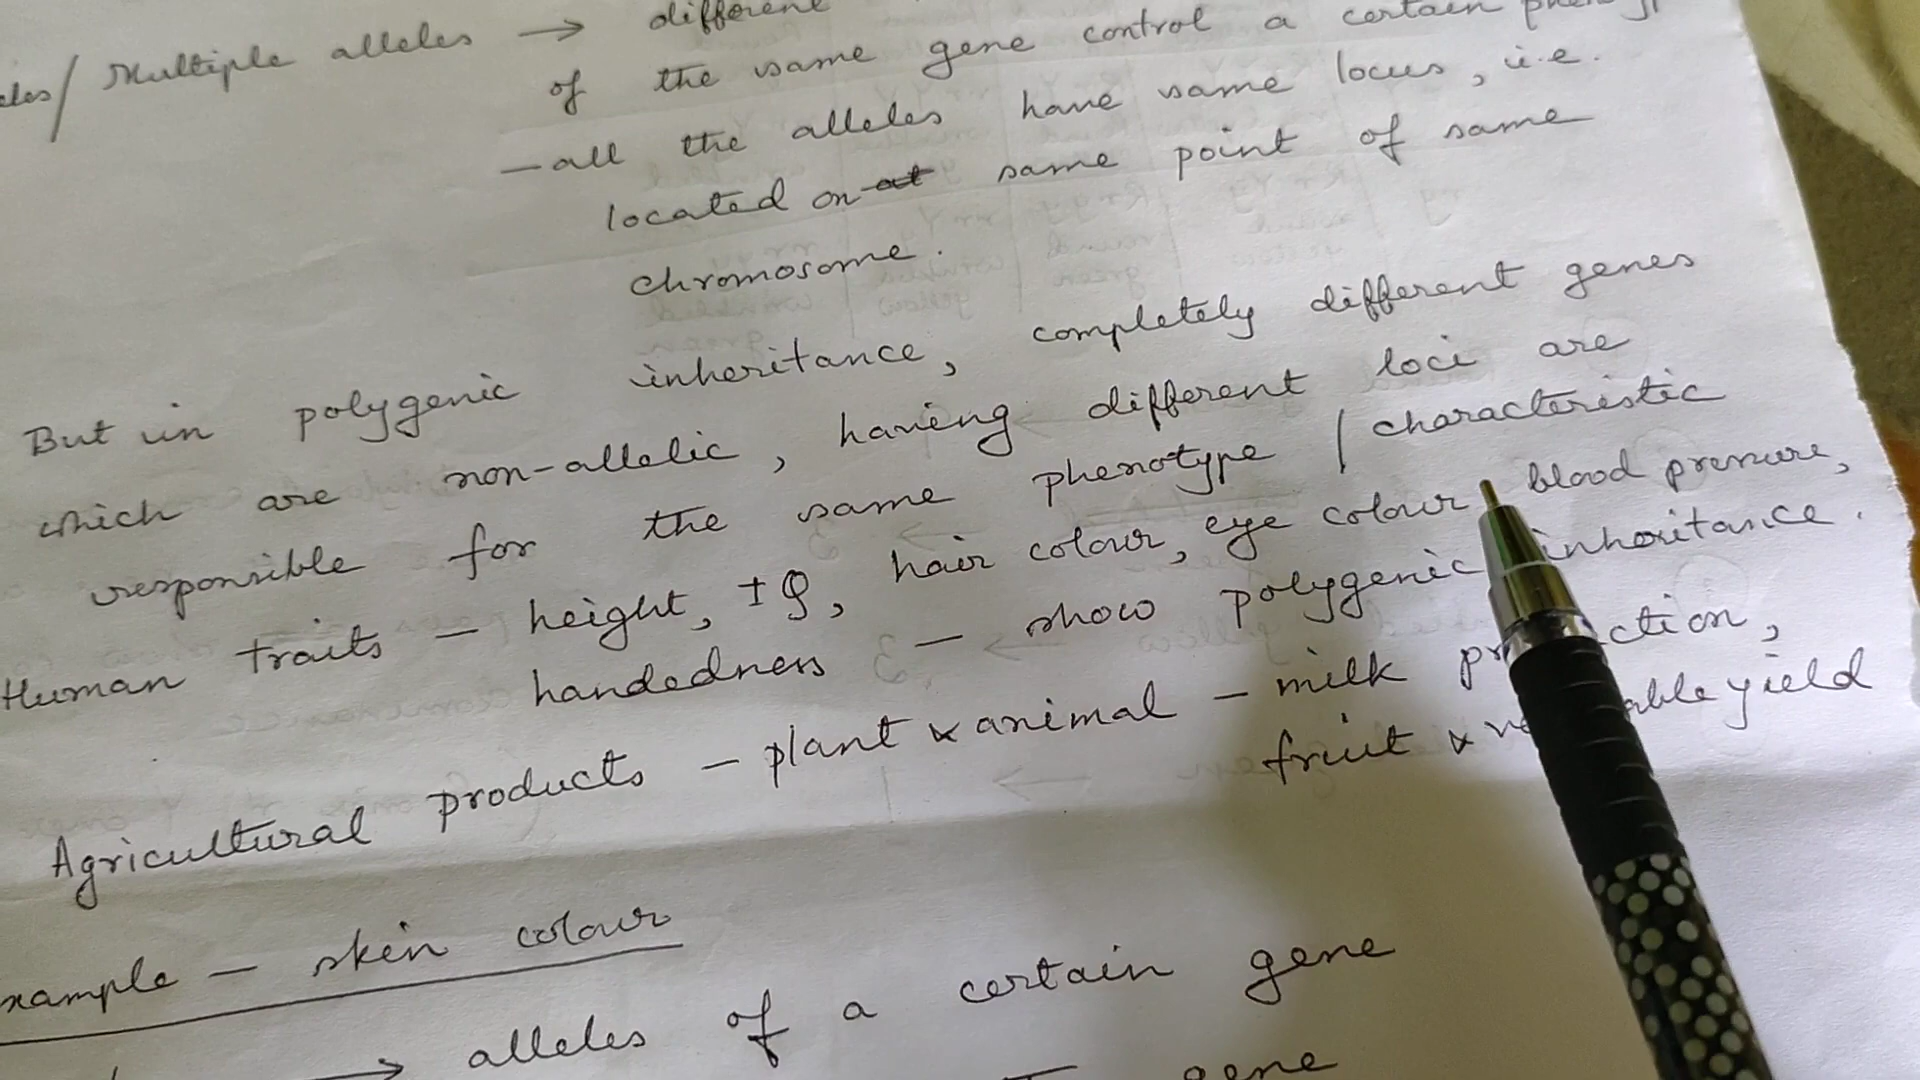 Multiple alleles → different
of the same gene control a certain
— all the alleles have same locus, i.e.
located on at same point of same
chromosome.
But in polygenic inheritance, completely different genes
which are non-allelic, having different loci are
responsible for the same phenotype / characteristic
Human traits — height, IQ, hair colour, eye colour, blood pressure,
handedness — show polygenic inheritance.
Agricultural products — plant & animal — milk
fruit & yield
— skin colour
→ alleles of a certain gene
gene